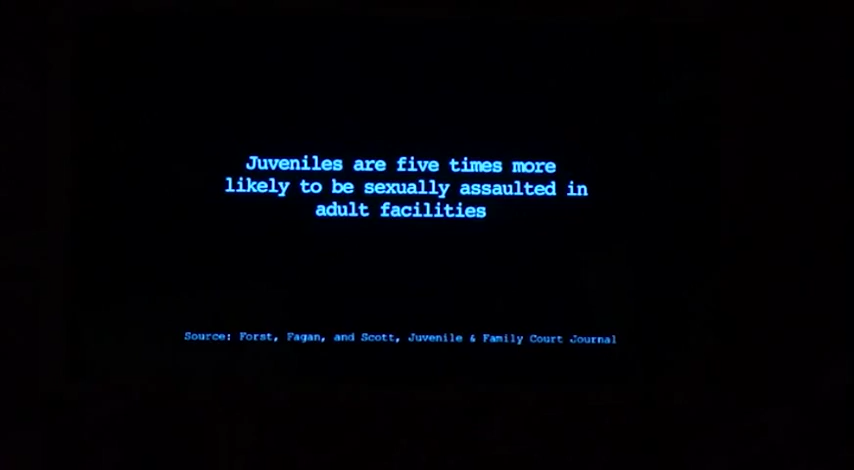 Juveniles are five times more
likely to be sexually assaulted in
adult facilities
Source: Forst, Fagan, and Scott, Juvenile & Family Court Journal